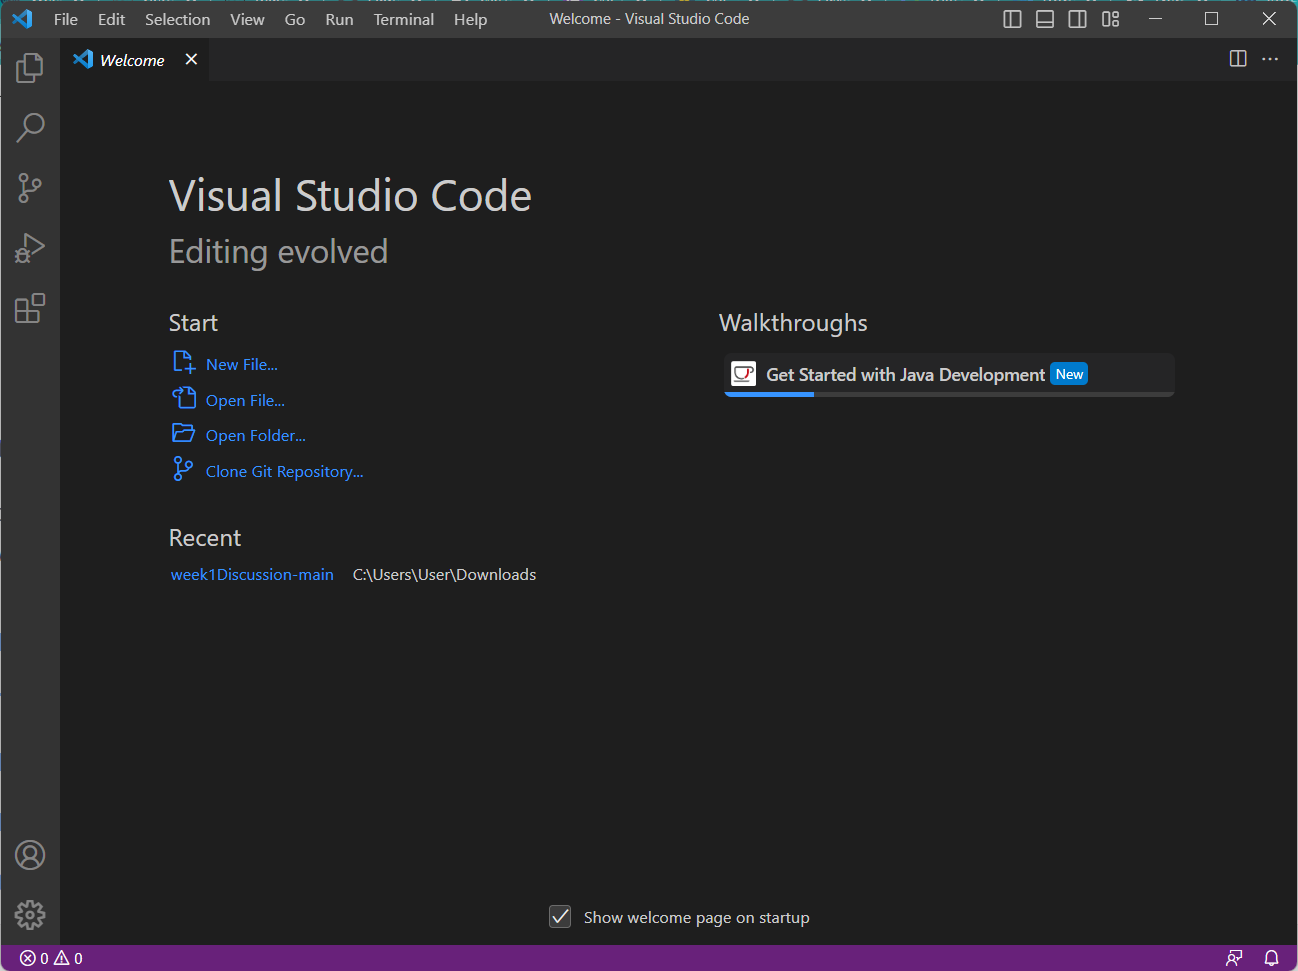 File Edit Selection View Go Run Terminal Help Welcome - Visual Studio Code
Welcome
Visual Studio Code
Editing evolved
Start
New File...
Open File...
Open Folder...
Clone Git Repository...
Recent
week1Discussion-main C:\Users\User\Downloads
Walkthroughs
Get Started with Java Development New
Show welcome page on startup
0 0